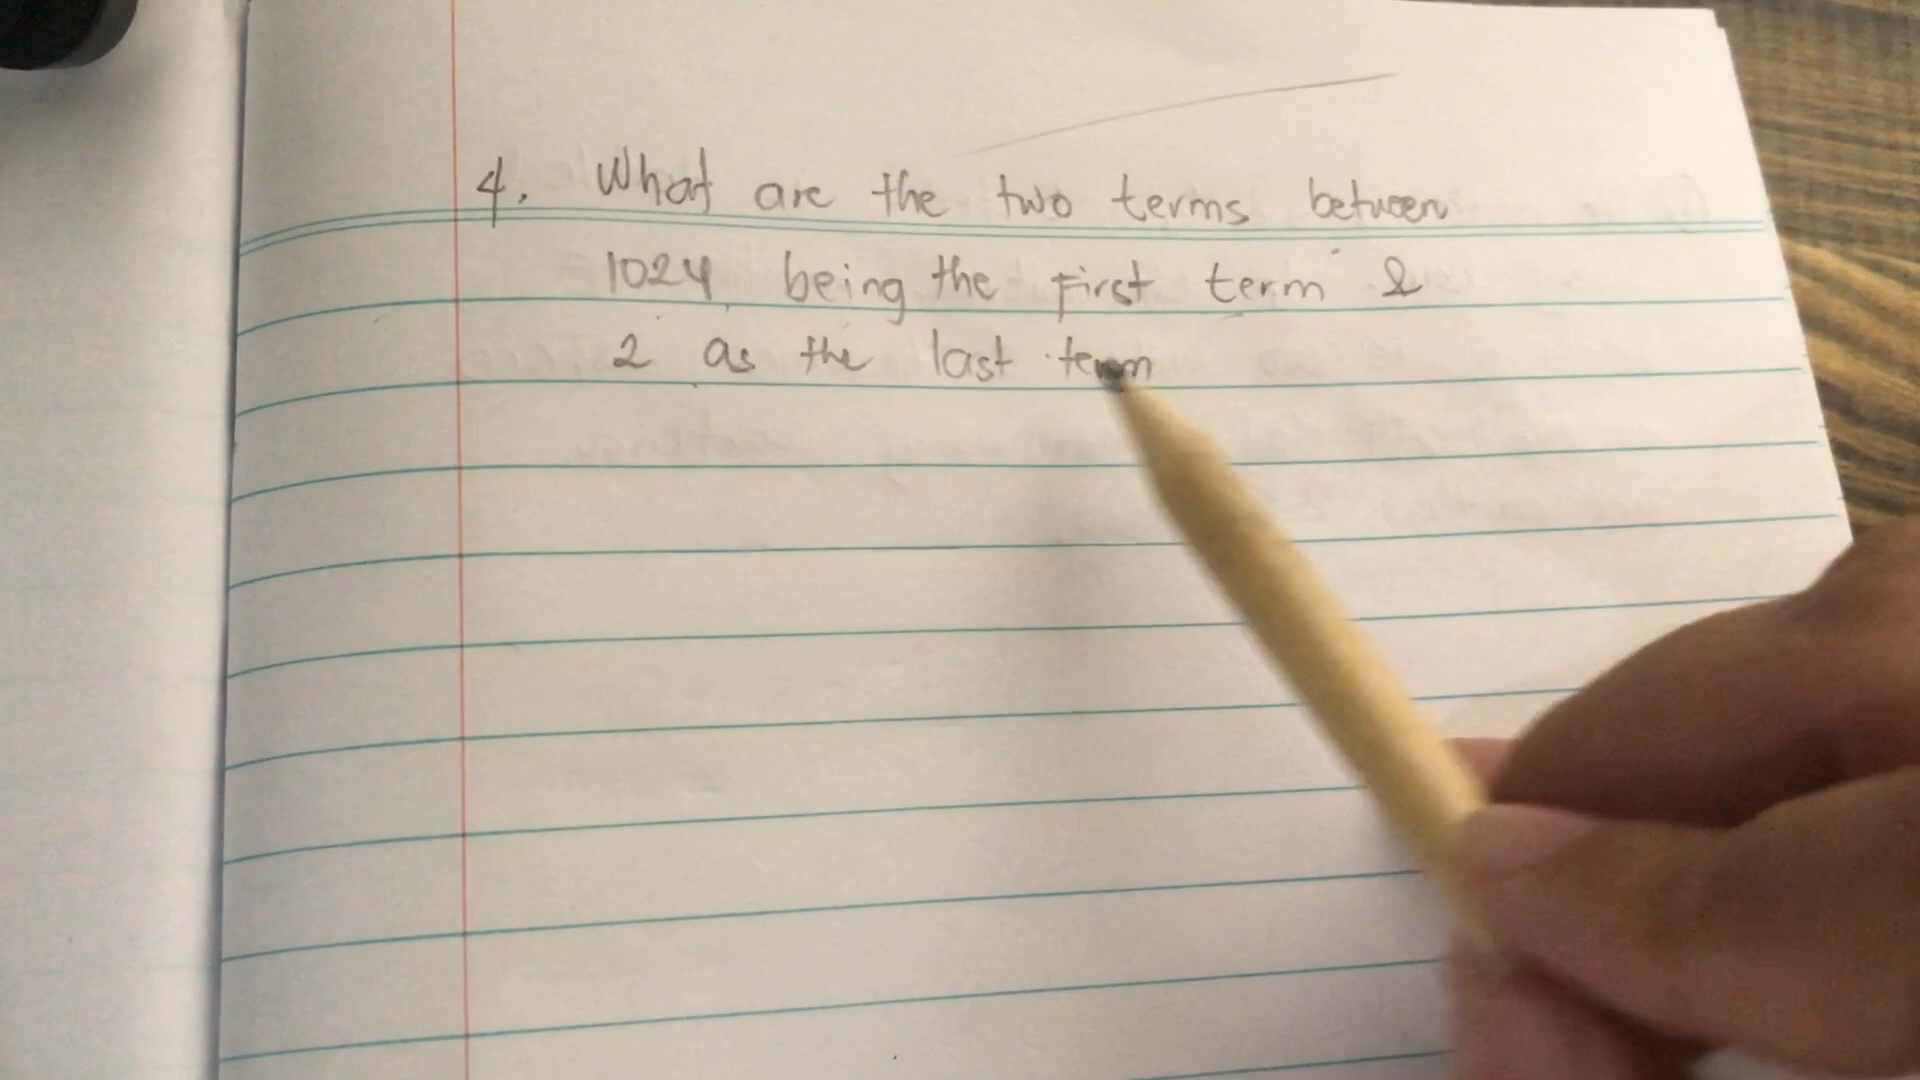 4. What are the two terms between
1024 being the First term &
2 as the last term